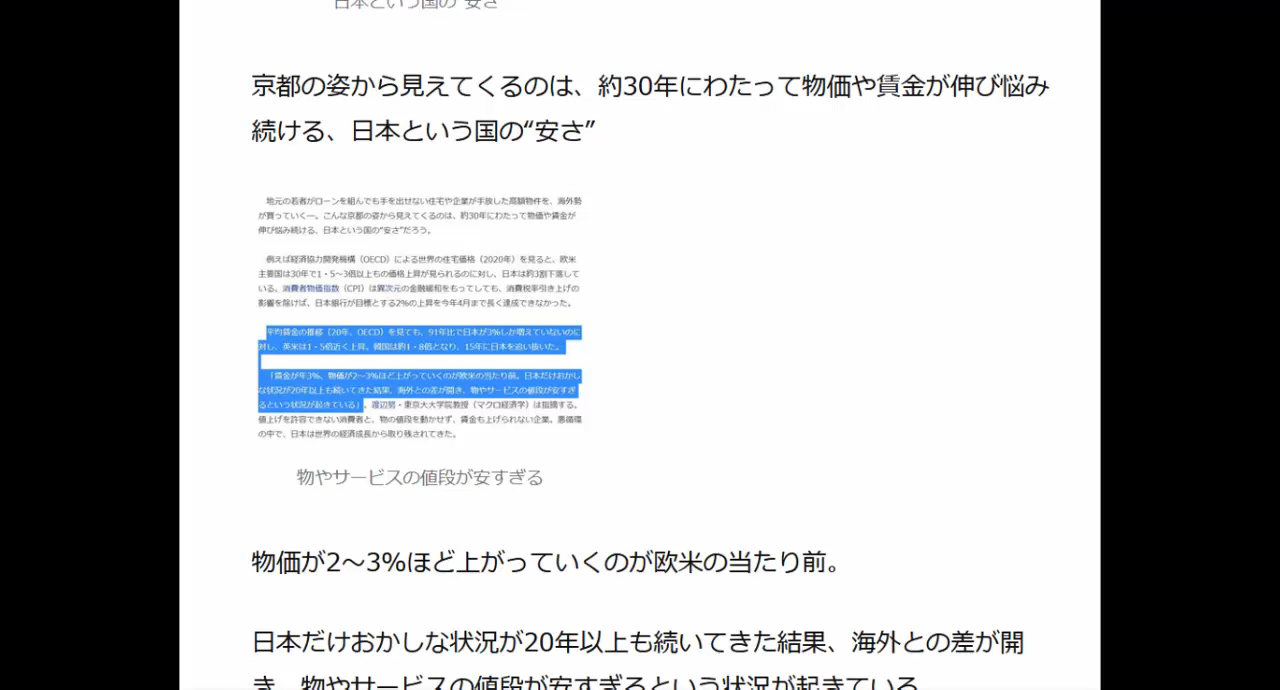 日本という国の“安さ”
京都の姿から見えてくるのは、約30年にわたって物価や賃金が伸び悩み
続ける、日本という国の“安さ”
地元の若者がローンを組んでも手を出せない住宅や企業が手放した高額物件を、海外勢
が買っていく―。こんな京都の姿から見えてくるのは、約30年にわたって物価や賃金が
伸び悩み続ける、日本という国の“安さ”だろう。
例えば経済協力開発機構（OECD）による世界の住宅価格（2020年）を見ると、欧米
主要国は30年で1・5～3倍以上もの価格上昇が見られるのに対し、日本は約3割下落して
いる。消費者物価指数（CPI）は異次元の金融緩和をもってしても、消費税率引き上げの
影響を除けば、日本銀行が目標とする2%の上昇を今年4月まで長く達成できなかった。
平均賃金の推移（20年、OECD）を見ても、91年比で日本が3%しか増えていないのに
対し、英米は1・5倍近く上昇。韓国は約1・8倍となり、15年に日本を追い抜いた。
「賃金が年3%、物価が2～3%ほど上がっていくのが欧米の当たり前。日本だけおかし
な状況が20年以上も続いてきた結果、海外との差が開き、物やサービスの値段が安すぎ
るという状況が起きている」。渡辺努・東京大大学院教授（マクロ経済学）は指摘する。
値上げを許容できない消費者と、物の値段を動かせず、賃金も上げられない企業。悪循環
の中で、日本は世界の経済成長から取り残されてきた。
物やサービスの値段が安すぎる
物価が2～3%ほど上がっていくのが欧米の当たり前。
日本だけおかしな状況が20年以上も続いてきた結果、海外との差が開
き、物やサービスの値段が安すぎるという状況が起きている